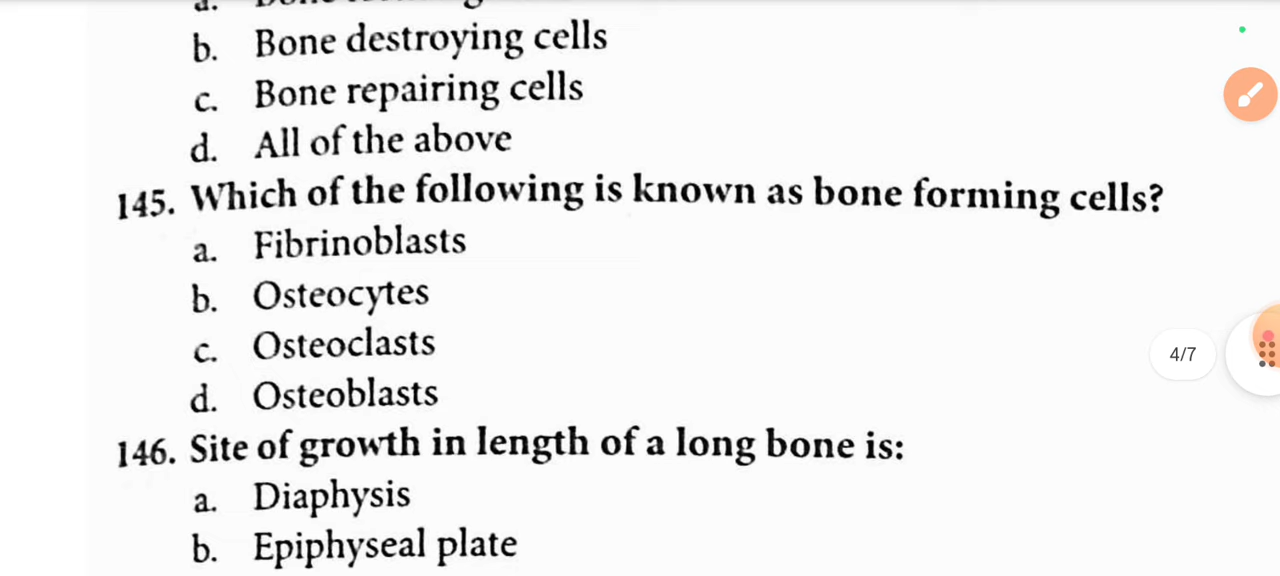 b. Bone destroying cells
c. Bone repairing cells
d. All of the above
145. Which of the following is known as bone forming cells?
a. Fibrinoblasts
b. Osteocytes
c. Osteoclasts
d. Osteoblasts
4/7
146. Site of growth in length of a long bone is:
a. Diaphysis
b. Epiphyseal plate